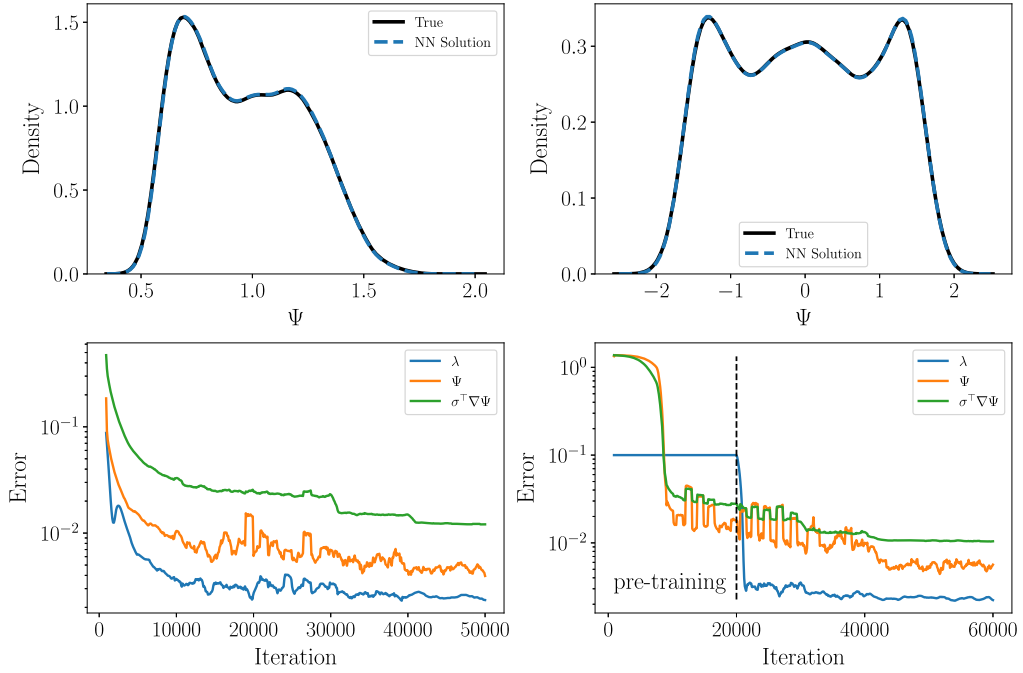 1.5
1.0
0.5
0.0
Density
True
NN Solution
0.5
1.0
1.5
2.0
Ψ
0.3
0.2
0.1
0.0
Density
True
NN Solution
−2
−1
0
1
2
Ψ
10⁻¹
10⁻²
Error
λ
Ψ
σ⊤∇Ψ
0
10000
20000
30000
40000
50000
Iteration
10⁰
10⁻¹
10⁻²
Error
λ
Ψ
σ⊤∇Ψ
pre-training
0
20000
40000
60000
Iteration